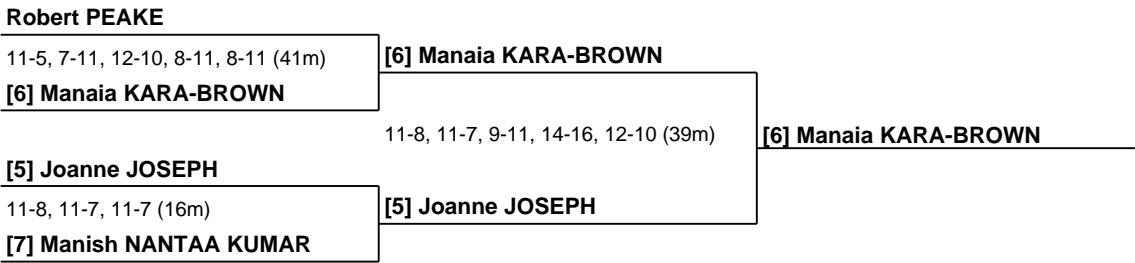 Robert PEAKE
11-5, 7-11, 12-10, 8-11, 8-11 (41m)
[6] Manaia KARA-BROWN
[6] Manaia KARA-BROWN
11-8, 11-7, 9-11, 14-16, 12-10 (39m)
[6] Manaia KARA-BROWN
[5] Joanne JOSEPH
11-8, 11-7, 11-7 (16m)
[5] Joanne JOSEPH
[7] Manish NANTAA KUMAR